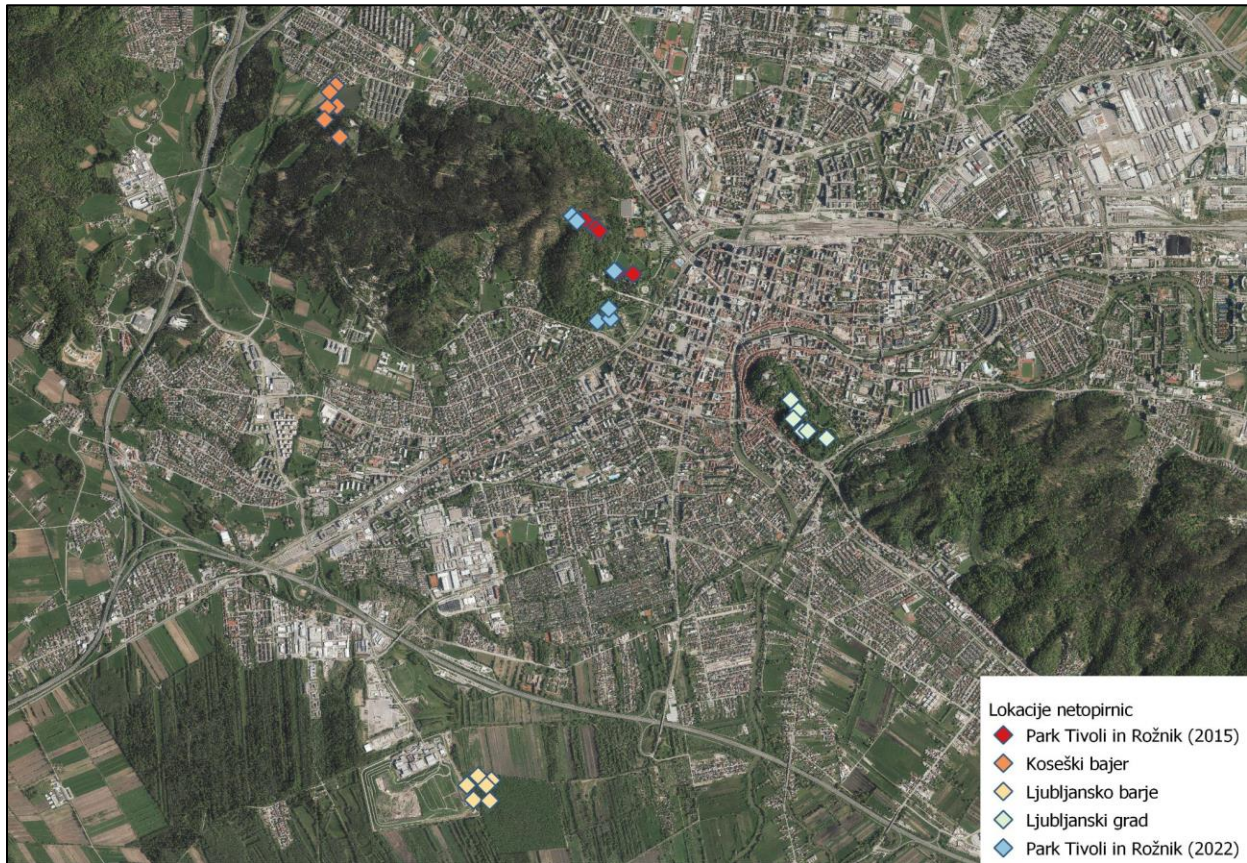 Lokacije netopirnic
Park Tivoli in Rožnik (2015)
Koseški bajer
Ljubljansko barje
Ljubljanski grad
Park Tivoli in Rožnik (2022)